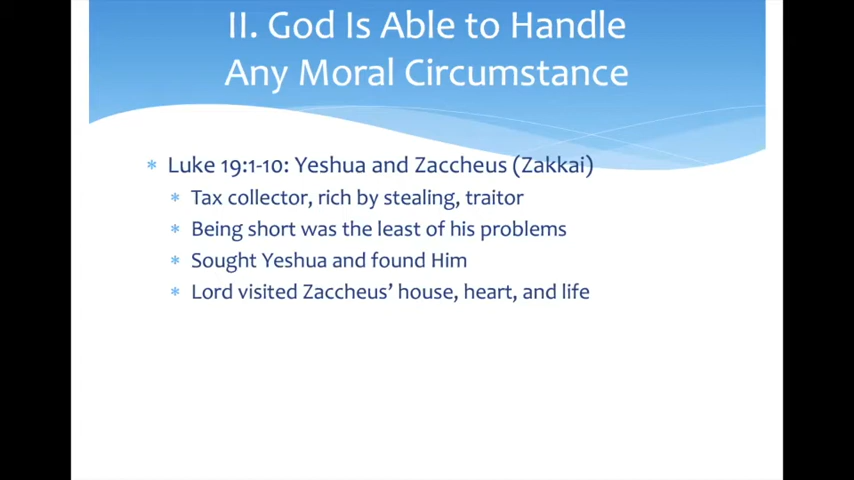 II. God Is Able to Handle
Any Moral Circumstance
* Luke 19:1-10: Yeshua and Zaccheus (Zakkai)
* Tax collector, rich by stealing, traitor
* Being short was the least of his problems
* Sought Yeshua and found Him
* Lord visited Zaccheus’ house, heart, and life